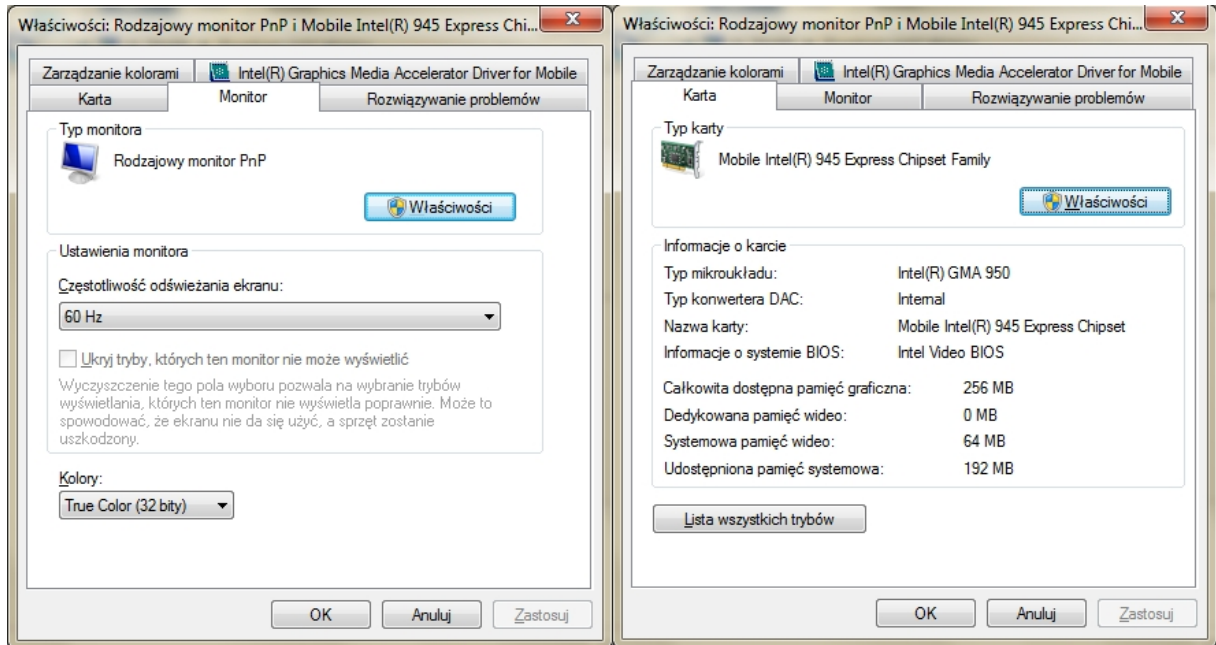 Właściwości: Rodzajowy monitor PnP i Mobile Intel(R) 945 Express Chi...
Zarządzanie kolorami
Intel(R) Graphics Media Accelerator Driver for Mobile
Karta
Monitor
Rozwiązywanie problemów
Typ monitora
Rodzajowy monitor PnP
Właściwości
Ustawienia monitora
Częstotliwość odświeżania ekranu:
60 Hz
Ukryj tryby, których ten monitor nie może wyświetlić
Wyczyszczenie tego pola wyboru pozwala na wybranie trybów
wyświetlania, których ten monitor nie wyświetla poprawnie. Może to
spowodować, że ekranu nie da się użyć, a sprzęt zostanie
uszkodzony.
Kolory:
True Color (32 bity)
OK
Anuluj
Zastosuj
Właściwości: Rodzajowy monitor PnP i Mobile Intel(R) 945 Express Chi...
Zarządzanie kolorami
Intel(R) Graphics Media Accelerator Driver for Mobile
Karta
Monitor
Rozwiązywanie problemów
Typ karty
Mobile Intel(R) 945 Express Chipset Family
Właściwości
Informacje o karcie
Typ mikroukładu: Intel(R) GMA 950
Typ konwertera DAC: Internal
Nazwa karty: Mobile Intel(R) 945 Express Chipset
Informacje o systemie BIOS: Intel Video BIOS
Całkowita dostępna pamięć graficzna: 256 MB
Dedykowana pamięć wideo: 0 MB
Systemowa pamięć wideo: 64 MB
Udostępniona pamięć systemowa: 192 MB
Lista wszystkich trybów
OK
Anuluj
Zastosuj